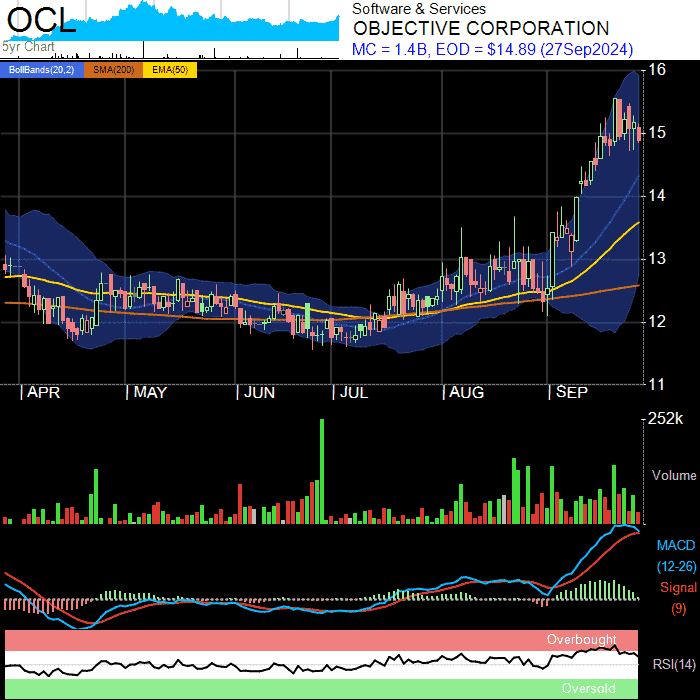 OCL
5yr Chart
Software & Services
OBJECTIVE CORPORATION
MC = 1.4B, EOD = $14.89 (27Sep2024)
BollBands(20,2) SMA(200) EMA(50)
16
15
14
13
12
11
APR MAY JUN JUL AUG SEP
252k
Volume
MACD
(12-26)
Signal
(9)
Overbought
RSI(14)
Oversold